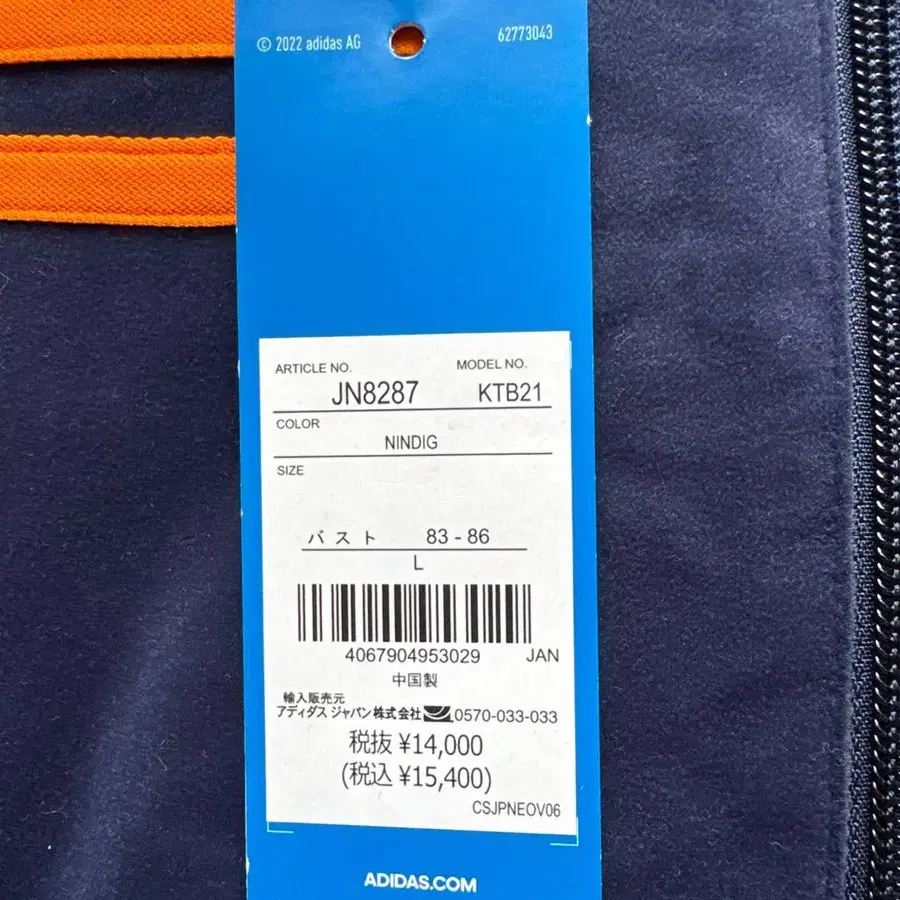 © 2022 adidas AG 62773043
ARTICLE NO. MODEL NO.
JN8287 KTB21
COLOR
NINDIG
SIZE
バスト 83 - 86
L
4067904953029 JAN
中国製
輸入販売元
アディダス ジャパン株式会社 0570-033-033
税抜 ¥14,000
(税込 ¥15,400)
CSJPNEOV06
ADIDAS.COM